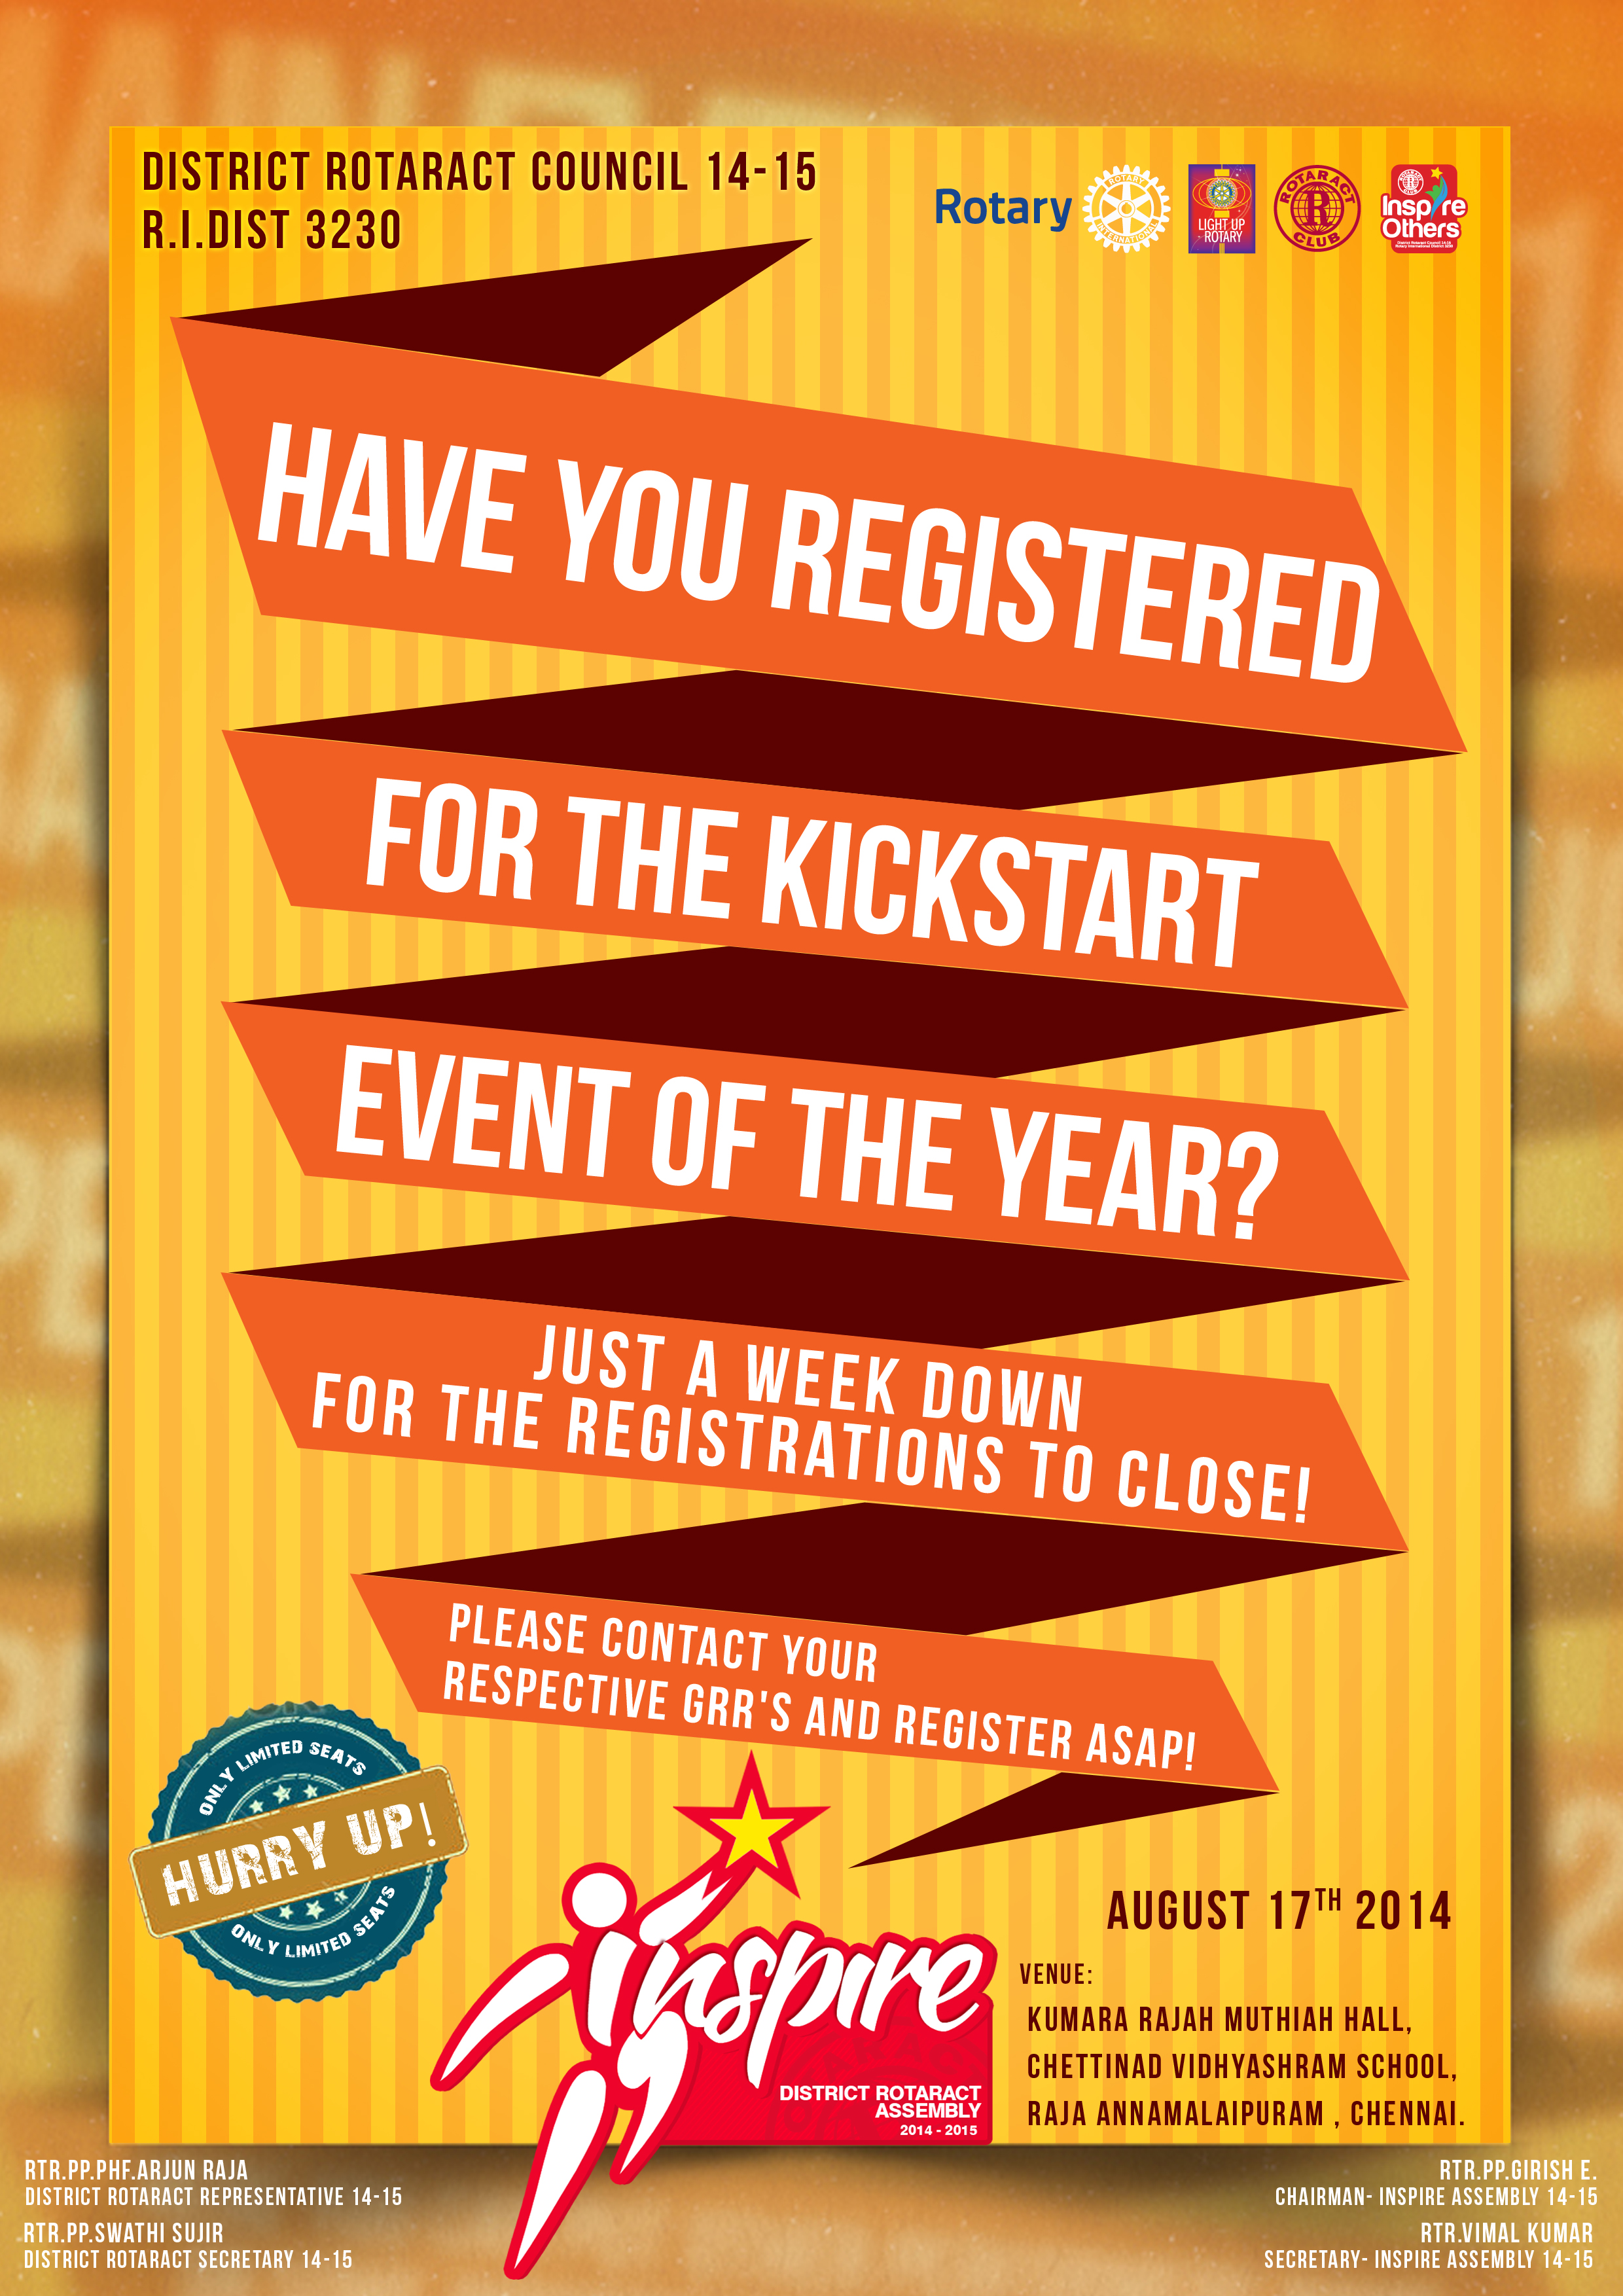 DISTRICT ROTARACT COUNCIL 14-15
R.I.DIST 3230
Rotary
ROTARY
INTERNATIONAL
LIGHT UP
ROTARY
ROTARACT
R
CLUB
Inspire
Others
HAVE YOU REGISTERED
FOR THE KICKSTART
EVENT OF THE YEAR?
JUST A WEEK DOWN
FOR THE REGISTRATIONS TO CLOSE!
PLEASE CONTACT YOUR
RESPECTIVE GRR'S AND REGISTER ASAP!
ONLY LIMITED SEATS
HURRY UP!
ONLY LIMITED SEATS
inspire
DISTRICT ROTARACT
ASSEMBLY
2014 - 2015
AUGUST 17TH 2014
VENUE:
KUMARA RAJAH MUTHIAH HALL,
CHETTINAD VIDHYASHRAM SCHOOL,
RAJA ANNAMALAIPURAM , CHENNAI.
RTR.PP.PHF.ARJUN RAJA
DISTRICT ROTARACT REPRESENTATIVE 14-15
RTR.PP.SWATHI SUJIR
DISTRICT ROTARACT SECRETARY 14-15
RTR.PP.GIRISH E.
CHAIRMAN- INSPIRE ASSEMBLY 14-15
RTR.VIMAL KUMAR
SECRETARY- INSPIRE ASSEMBLY 14-15